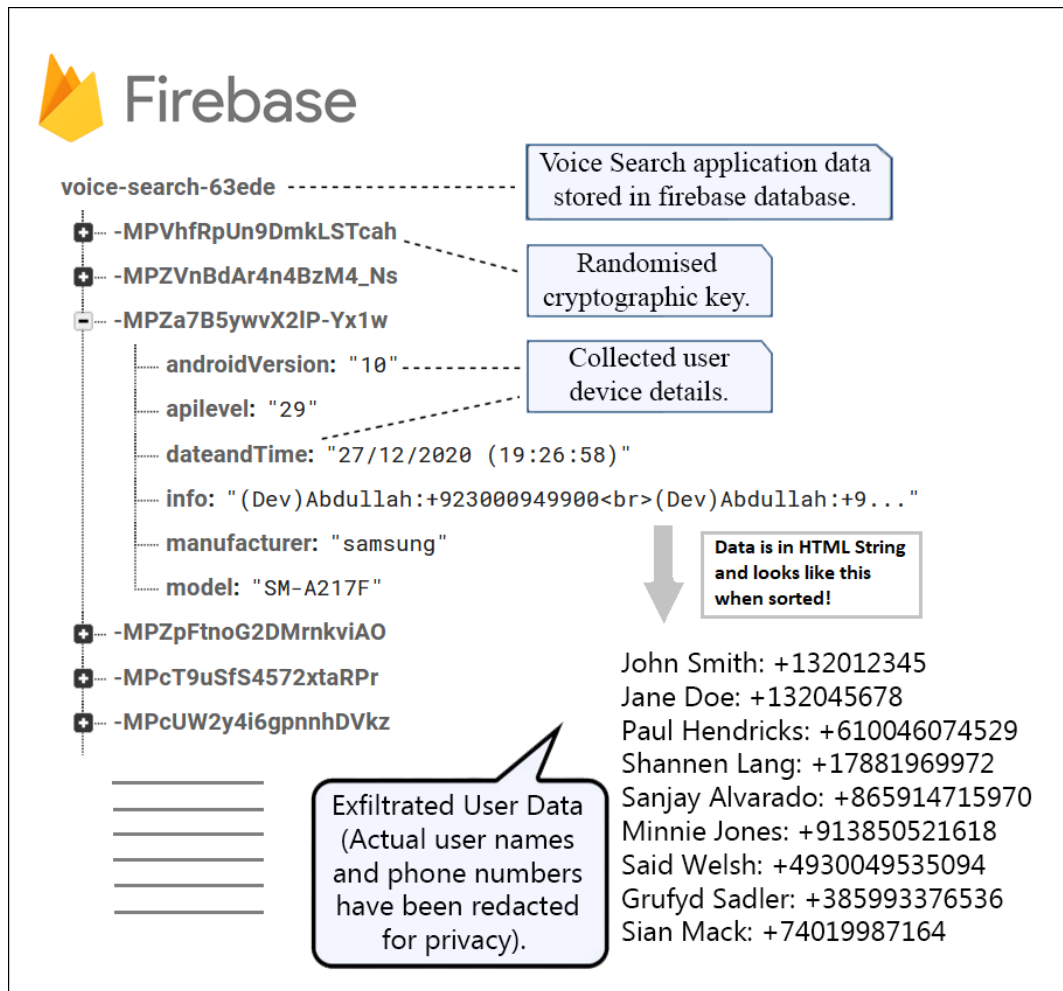 Firebase
voice-search-63ede
Voice Search application data
stored in firebase database.
-MPVhfRpUn9DmkLSTcah
-MPZVnBdAr4n4BzM4_Ns
Randomised
cryptographic key.
-MPZa7B5ywvX2lP-Yx1w
androidVersion: "10"
Collected user
device details.
apilevel: "29"
dateandTime: "27/12/2020 (19:26:58)"
info: "(Dev)Abdullah:+923000949900<br>(Dev)Abdullah:+9..."
manufacturer: "samsung"
model: "SM-A217F"
Data is in HTML String
and looks like this
when sorted!
-MPZpFtnoG2DMrnkviAO
-MPcT9uSfS4572xtaRPr
-MPcUW2y4i6gpnnhDVkz
John Smith: +132012345
Jane Doe: +132045678
Paul Hendricks: +610046074529
Shannen Lang: +17881969972
Sanjay Alvarado: +865914715970
Minnie Jones: +913850521618
Said Welsh: +4930049535094
Grufyd Sadler: +385993376536
Sian Mack: +74019987164
Exfiltrated User Data
(Actual user names
and phone numbers
have been redacted
for privacy).